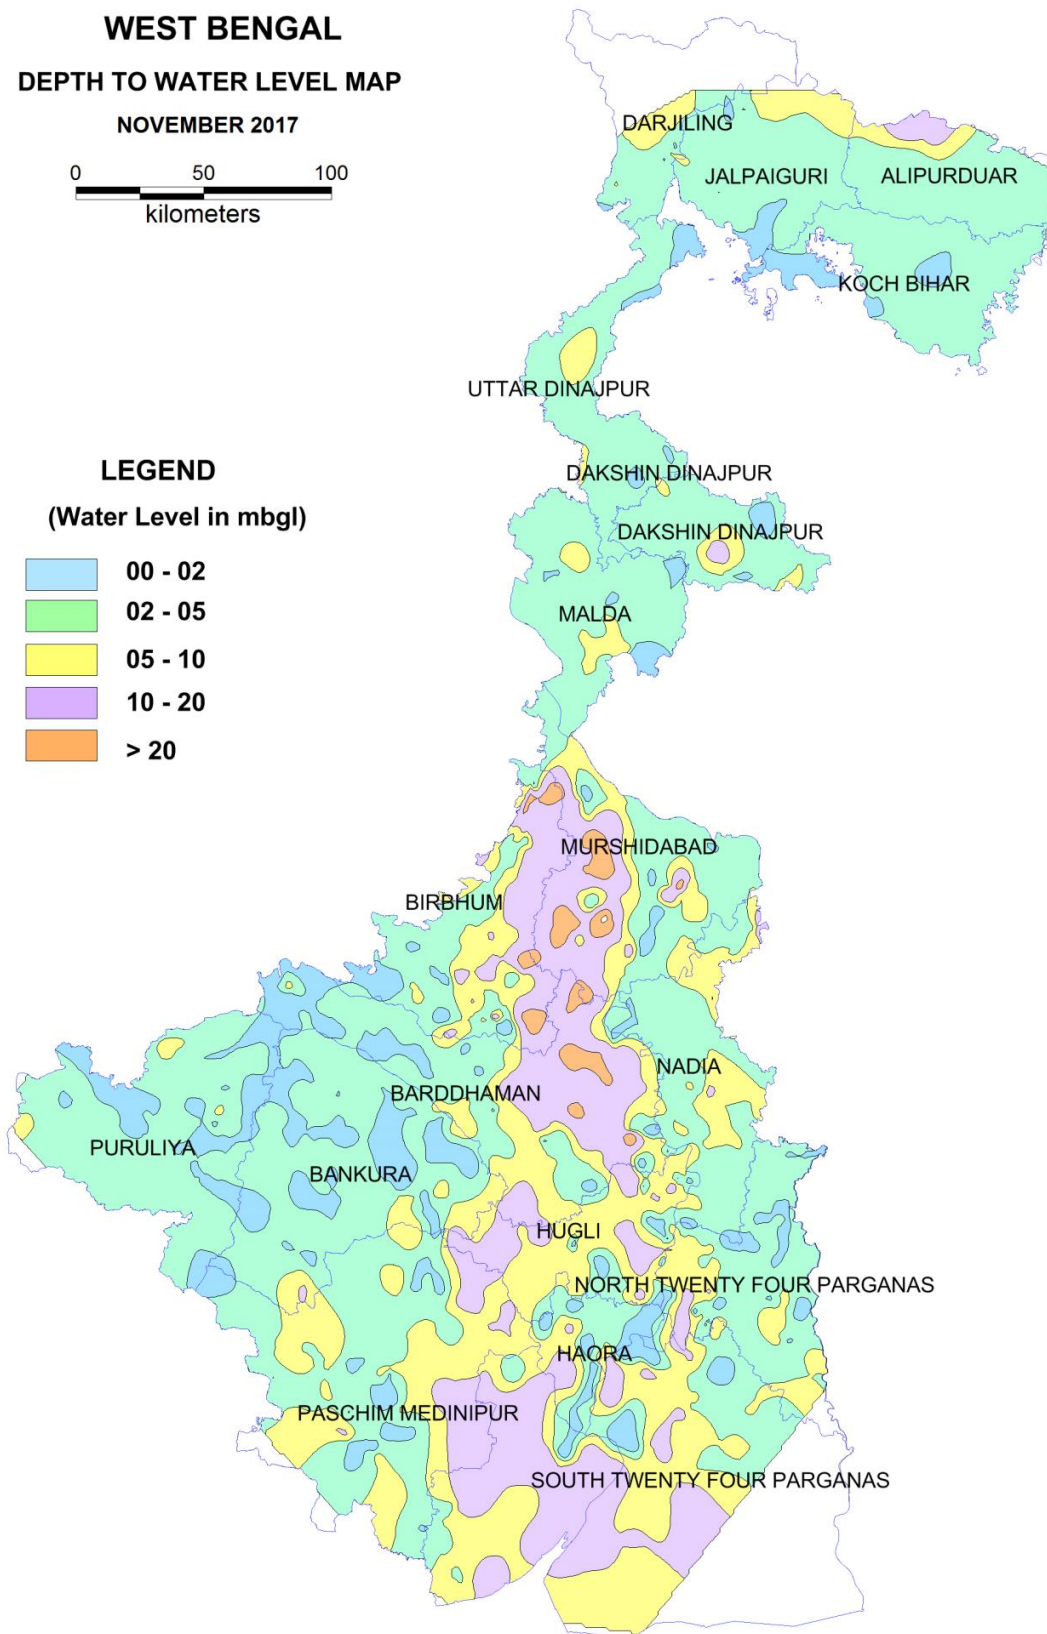 WEST BENGAL
DEPTH TO WATER LEVEL MAP
NOVEMBER 2017
0 50 100
kilometers
DARJILING
JALPAIGURI
ALIPURDUAR
KOCH BIHAR
UTTAR DINAJPUR
LEGEND
(Water Level in mbgl)
00 - 02
02 - 05
05 - 10
10 - 20
> 20
DAKSHIN DINAJPUR
DAKSHIN DINAJPUR
MALDA
MURSHIDABAD
BIRBHUM
NADIA
BARDDHAMAN
PURULIYA
BANKURA
HUGLI
NORTH TWENTY FOUR PARGANAS
HAORA
PASCHIM MEDINIPUR
SOUTH TWENTY FOUR PARGANAS